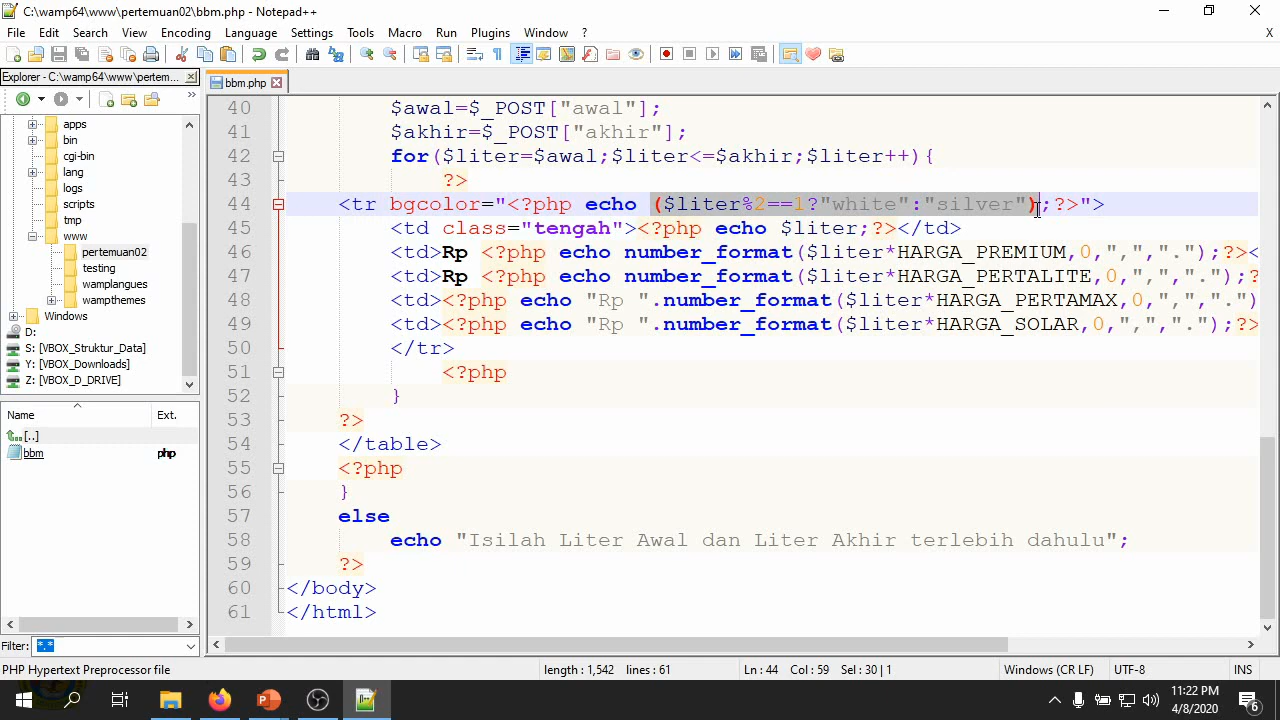 C:\wamp64\www\pertemuan02\bbm.php - Notepad++
File Edit Search View Encoding Language Settings Tools Macro Run Plugins Window ? X
Explorer - C:\wamp64\www\pertem...
bbm.php
apps
bin
cgi-bin
lang
logs
scripts
tmp
www
pertemuan02
testing
wamplangues
wampthemes
Windows
D:
S: [VBOX_Struktur_Data]
Y: [VBOX_Downloads]
Z: [VBOX_D_DRIVE]
Name Ext.
[..]
bbm php
Filter: *.*
40 $awal=$_POST["awal"];
41 $akhir=$_POST["akhir"];
42 for($liter=$awal;$liter<=$akhir;$liter++){
43 ?>
44 <tr bgcolor="<?php echo ($liter%2==1?"white":"silver");?>">
45 <td class="tengah"><?php echo $liter;?></td>
46 <td>Rp <?php echo number_format($liter*HARGA_PREMIUM,0,",",".");?><
47 <td>Rp <?php echo number_format($liter*HARGA_PERTALITE,0,",",".");?
48 <td><?php echo "Rp ".number_format($liter*HARGA_PERTAMAX,0,",",".")
49 <td><?php echo "Rp ".number_format($liter*HARGA_SOLAR,0,",",".");?>
50 </tr>
51 <?php
52 }
53 ?>
54 </table>
55 <?php
56 }
57 else
58 echo "Isilah Liter Awal dan Liter Akhir terlebih dahulu";
59 ?>
60 </body>
61 </html>
PHP Hypertext Preprocessor file length : 1,542 lines : 61 Ln : 44 Col : 59 Sel : 30 | 1 Windows (CR LF) UTF-8 INS
11:22 PM
4/8/2020
6